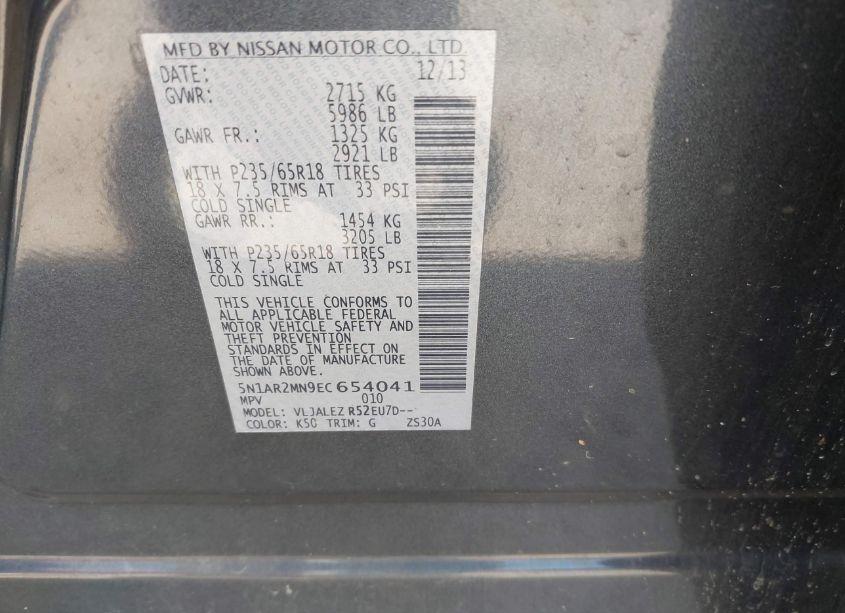 MFD BY NISSAN MOTOR CO., LTD
DATE: 12/13
GVWR: 2715 KG
5986 LB
GAWR FR.: 1325 KG
2921 LB
WITH P235/65R18 TIRES
18 X 7.5 RIMS AT 33 PSI
COLD SINGLE
GAWR RR.: 1454 KG
3205 LB
WITH P235/65R18 TIRES
18 X 7.5 RIMS AT 33 PSI
COLD SINGLE
THIS VEHICLE CONFORMS TO
ALL APPLICABLE FEDERAL
MOTOR VEHICLE SAFETY AND
THEFT PREVENTION
STANDARDS IN EFFECT ON
THE DATE OF MANUFACTURE
SHOWN ABOVE.
5N1AR2MN9EC654041
MPV 010
MODEL: VLJALEZ R52EU7D--
COLOR: K50 TRIM: G ZS30A